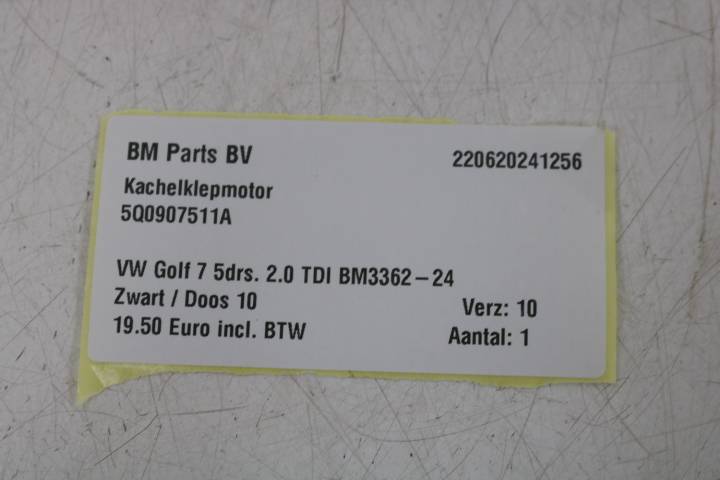 BM Parts BV 220620241256
Kachelklepmotor
5Q0907511A
VW Golf 7 5drs. 2.0 TDI BM3362-24
Zwart / Doos 10 Verz: 10
19.50 Euro incl. BTW Aantal: 1